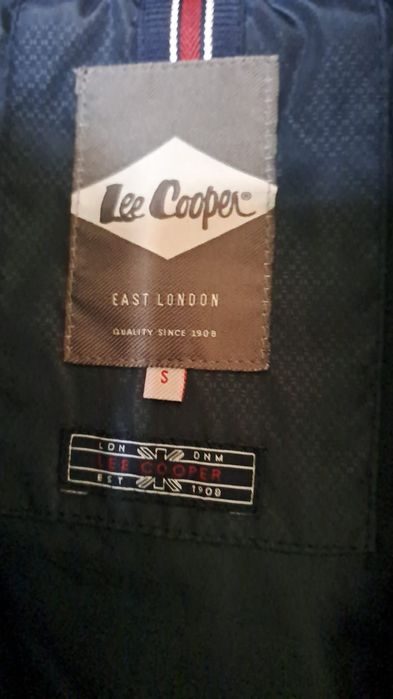 Lee Cooper®
EAST LONDON
QUALITY SINCE 1908
S
LON DNM
LEE COOPER
EST 1908